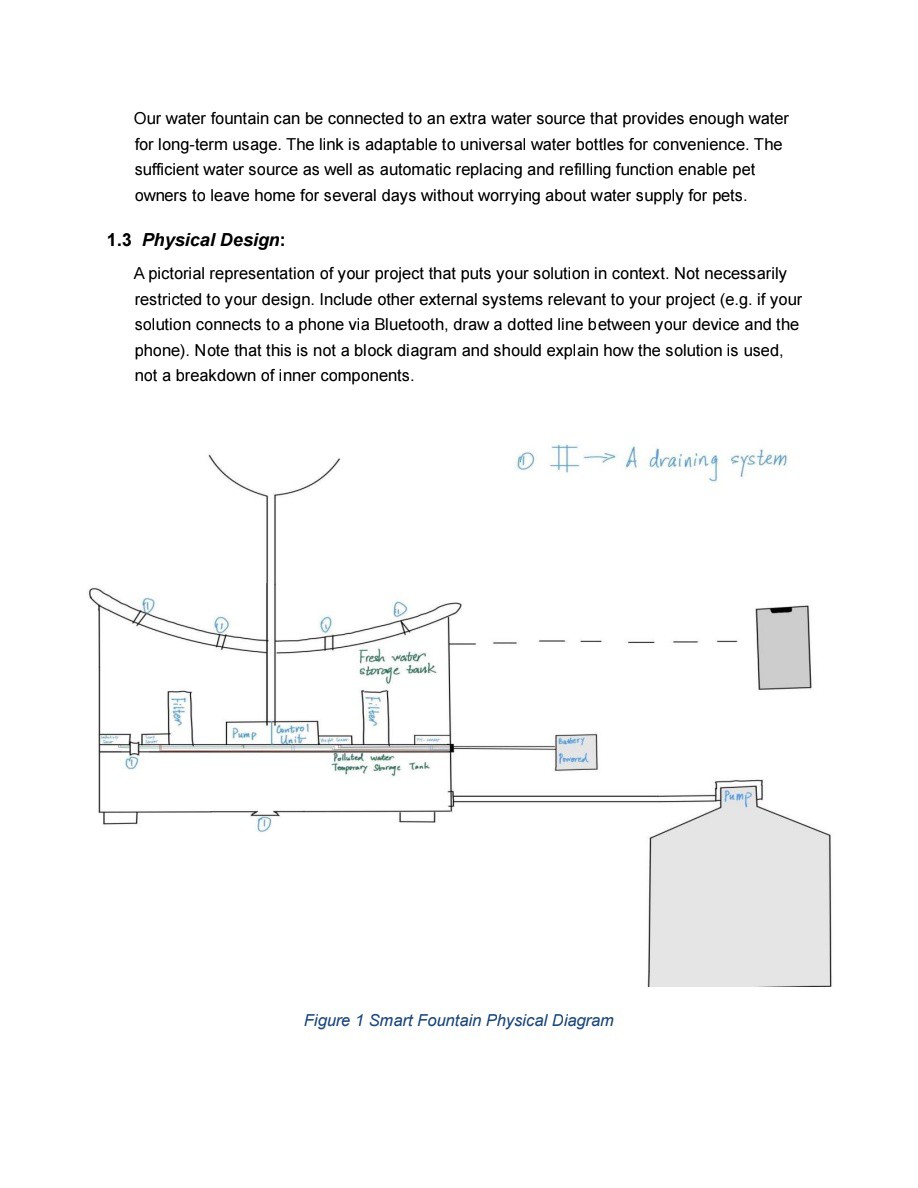 Our water fountain can be connected to an extra water source that provides enough water
for long-term usage. The link is adaptable to universal water bottles for convenience. The
sufficient water source as well as automatic replacing and refilling function enable pet
owners to leave home for several days without worrying about water supply for pets.
1.3 Physical Design:
A pictorial representation of your project that puts your solution in context. Not necessarily
restricted to your design. Include other external systems relevant to your project (e.g. if your
solution connects to a phone via Bluetooth, draw a dotted line between your device and the
phone). Note that this is not a block diagram and should explain how the solution is used,
not a breakdown of inner components.
① → A draining system
①
①
①
①
Fresh water
storage tank
Filter
Filter
Pump
Control
Unit
①
Polluted water
Temporary Storage Tank
Battery
Powered
Pump
①
Figure 1 Smart Fountain Physical Diagram